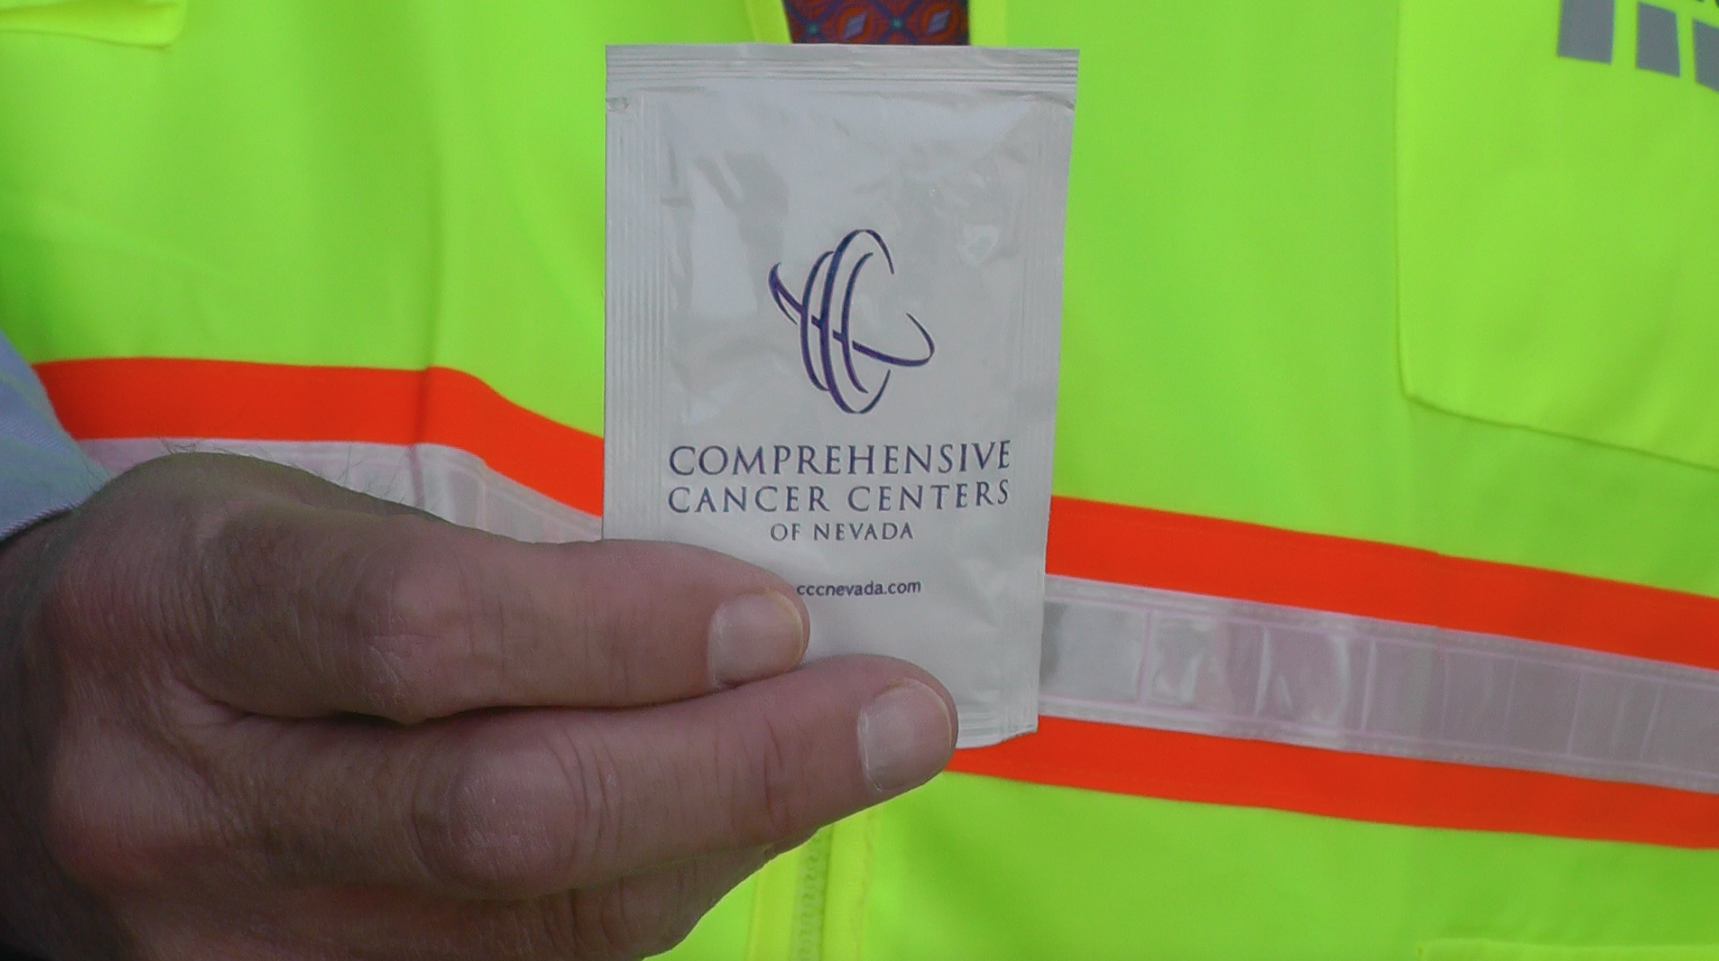 COMPREHENSIVE
CANCER CENTERS
OF NEVADA
cccnevada.com